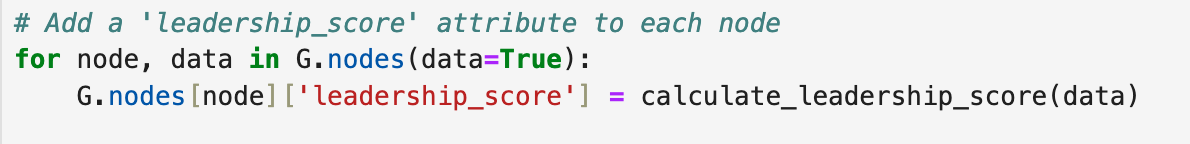 # Add a 'leadership_score' attribute to each node
for node, data in G.nodes(data=True):
    G.nodes[node]['leadership_score'] = calculate_leadership_score(data)